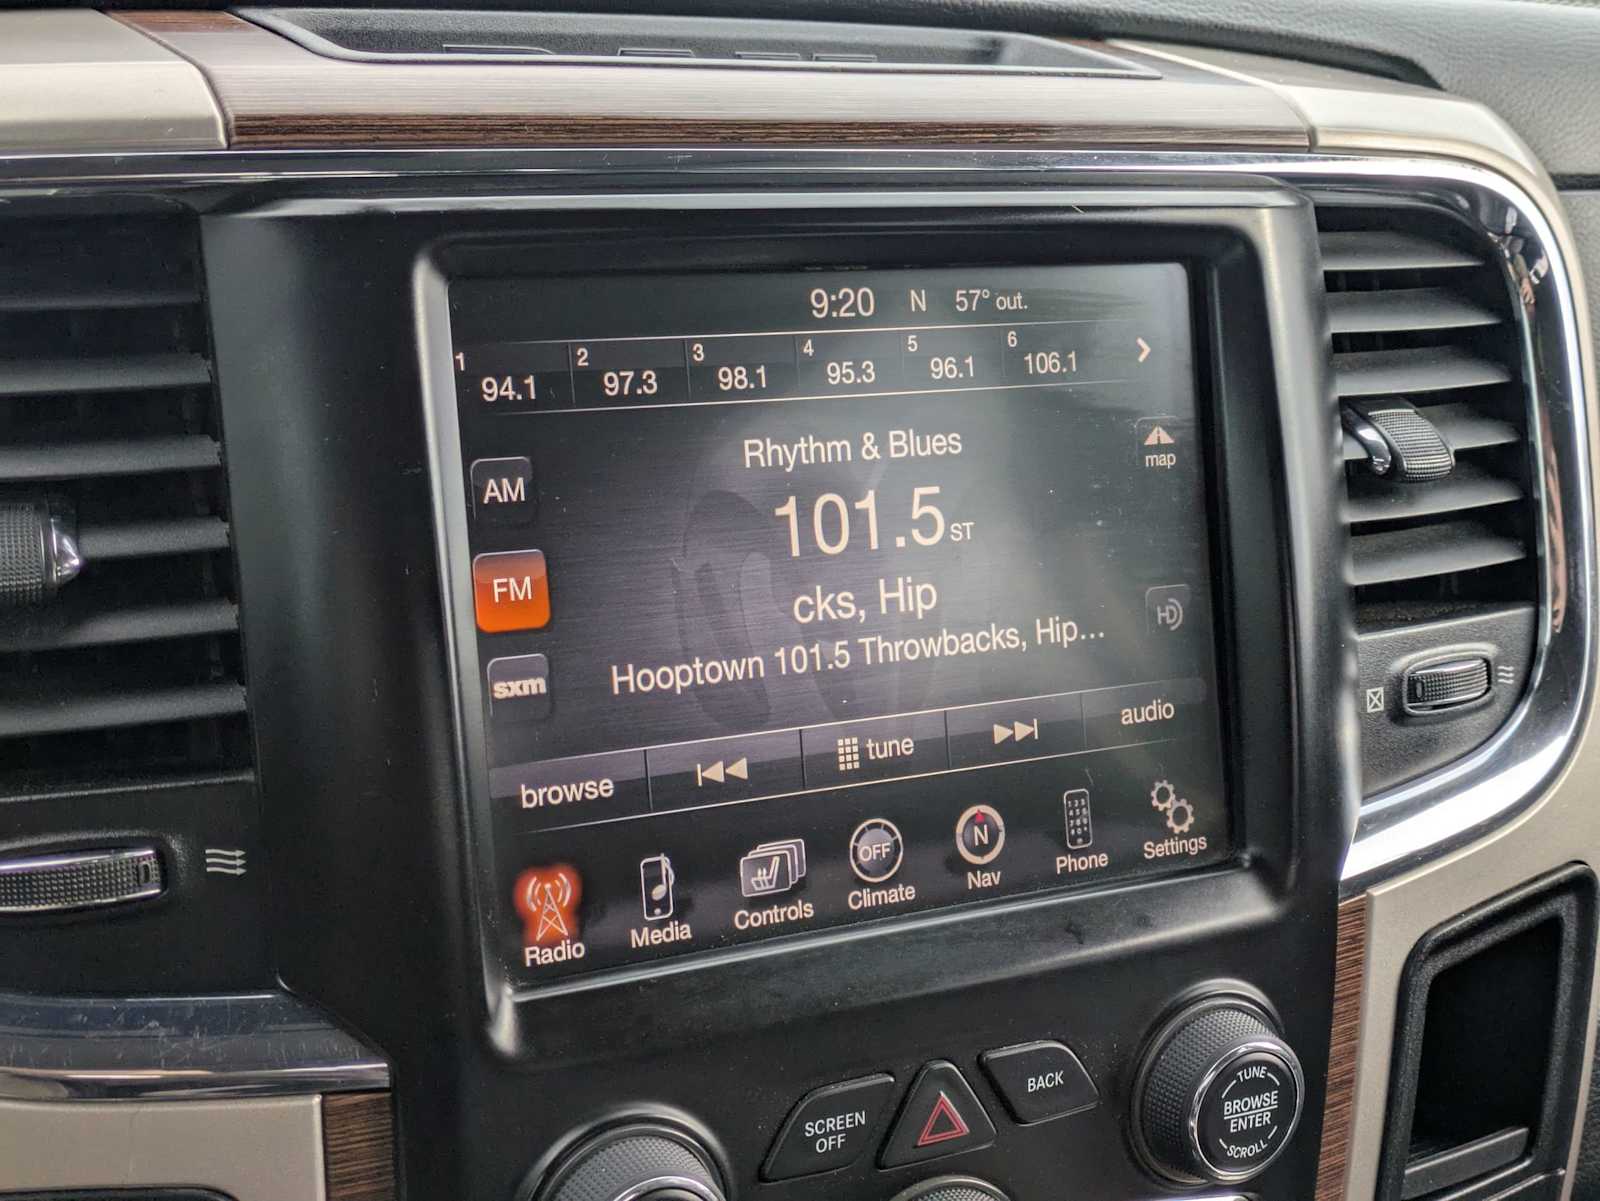 9:20 N 57° out.
1 94.1 2 97.3 3 98.1 4 95.3 5 96.1 6 106.1
Rhythm & Blues
map
AM
101.5 ST
FM
cks, Hip
HD
Hooptown 101.5 Throwbacks, Hip...
sxm
browse tune audio
Radio Media Controls OFF Climate N Nav Phone Settings
SCREEN
OFF
BACK
TUNE
BROWSE
ENTER
SCROLL